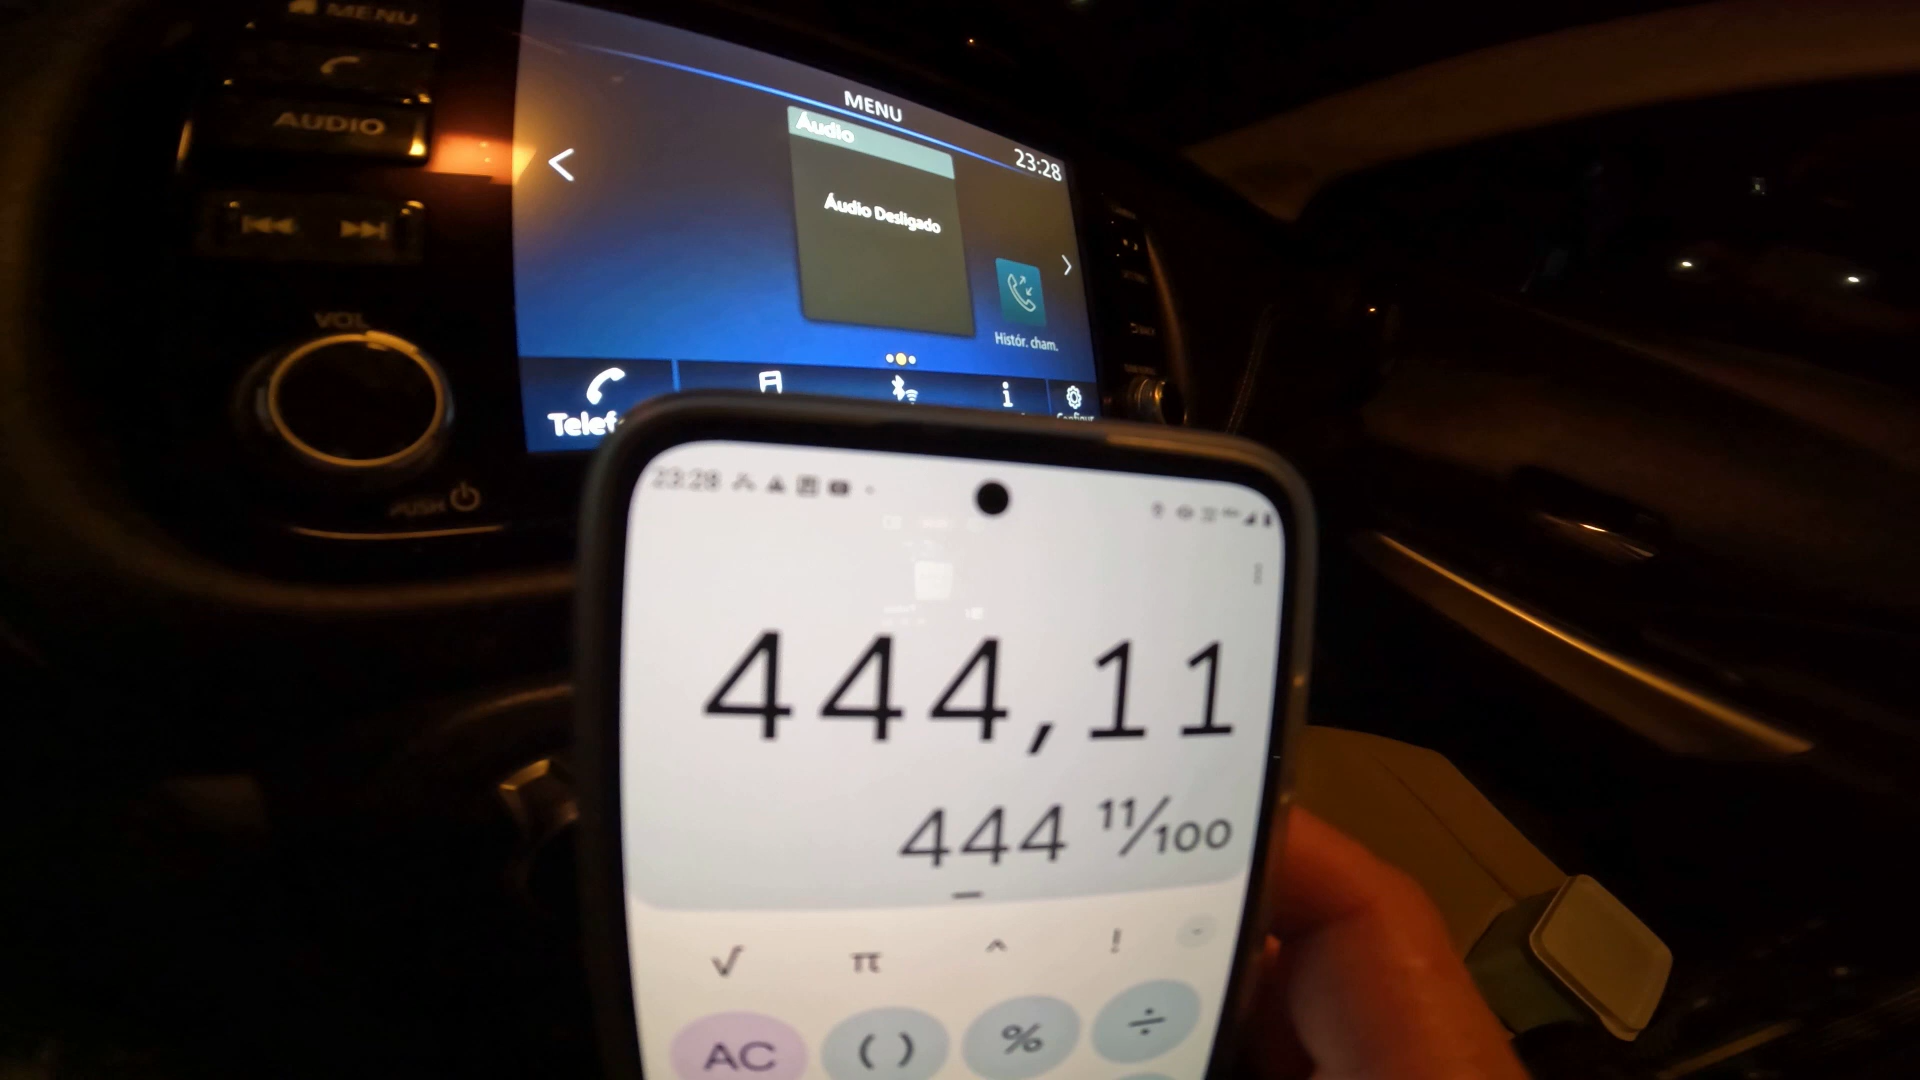 MENU
AUDIO
VOL
PUSH
MENU
23:28
Áudio
Áudio Desligado
Histór. cham.
Telef
23:28
444,11
444 11/100
√ π ^ !
AC ( ) % ÷